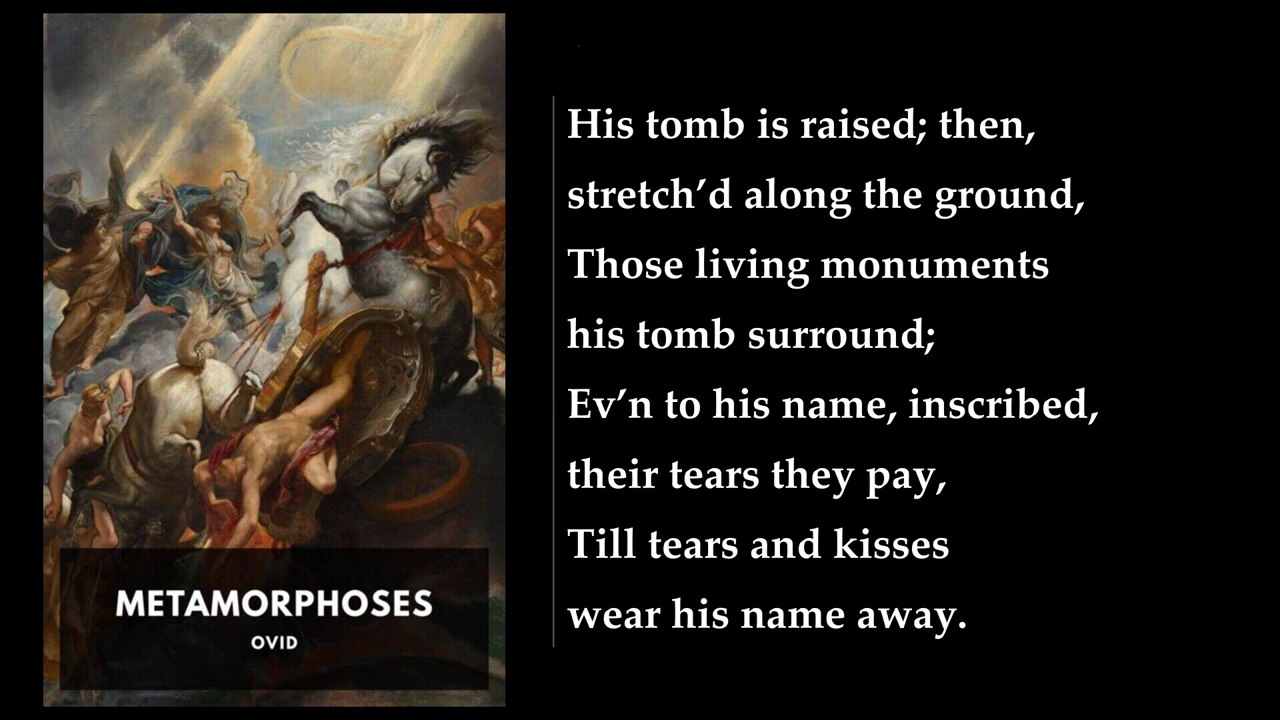 METAMORPHOSES
OVID
His tomb is raised; then,
stretch’d along the ground,
Those living monuments
his tomb surround;
Ev’n to his name, inscribed,
their tears they pay,
Till tears and kisses
wear his name away.